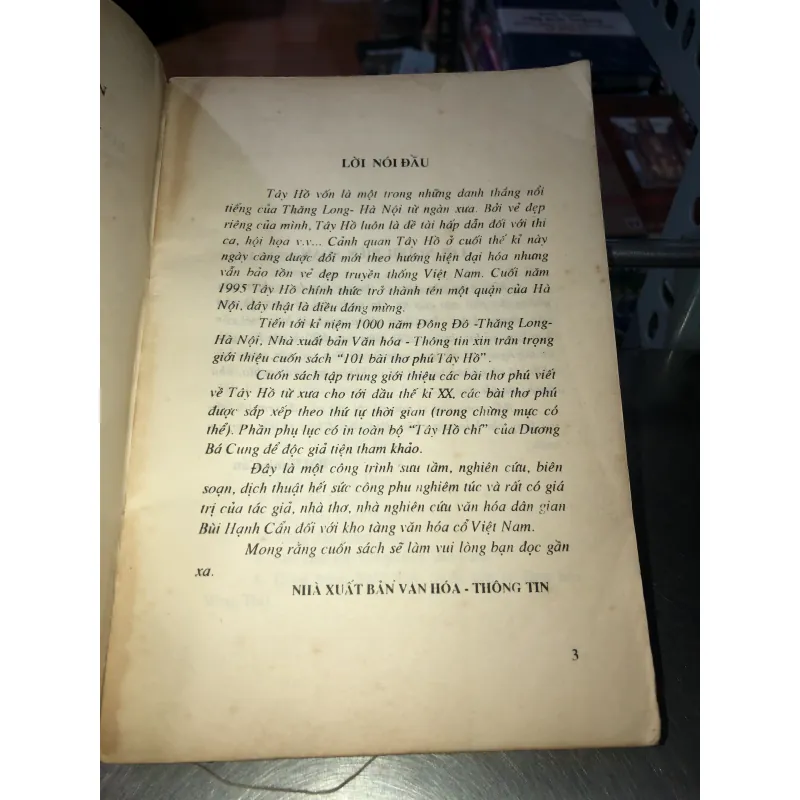 LỜI NÓI ĐẦU
Tây Hồ vốn là một trong những danh thắng nổi
tiếng của Thăng Long- Hà Nội từ ngàn xưa. Bởi vẻ đẹp
riêng của mình, Tây Hồ luôn là đề tài hấp dẫn đối với thi
ca, hội họa v.v... Cảnh quan Tây Hồ ở cuối thế kỉ này
ngày càng được đổi mới theo hướng hiện đại hóa nhưng
vẫn bảo tồn vẻ đẹp truyền thống Việt Nam. Cuối năm
1995 Tây Hồ chính thức trở thành tên một quận của Hà
Nội, đây thật là điều đáng mừng.
Tiến tới kỉ niệm 1000 năm Đông Đô -Thăng Long-
Hà Nội, Nhà xuất bản Văn hóa - Thông tin xin trân trọng
giới thiệu cuốn sách "101 bài thơ phú Tây Hồ".
Cuốn sách tập trung giới thiệu các bài thơ phú viết
về Tây Hồ từ xưa cho tới đầu thế kỉ XX, các bài thơ phú
được sắp xếp theo thứ tự thời gian (trong chừng mực có
thể). Phần phụ lục có in toàn bộ "Tây Hồ chí" của Dương
Bá Cung để độc giả tiện tham khảo.
Đây là một công trình sưu tầm, nghiên cứu, biên
soạn, dịch thuật hết sức công phu nghiêm túc và rất có giá
trị của tác giả, nhà thơ, nhà nghiên cứu văn hóa dân gian
Bùi Hạnh Cẩn đối với kho tàng văn hóa cổ Việt Nam.
Mong rằng cuốn sách sẽ làm vui lòng bạn đọc gần
xa.
NHÀ XUẤT BẢN VĂN HÓA - THÔNG TIN
3